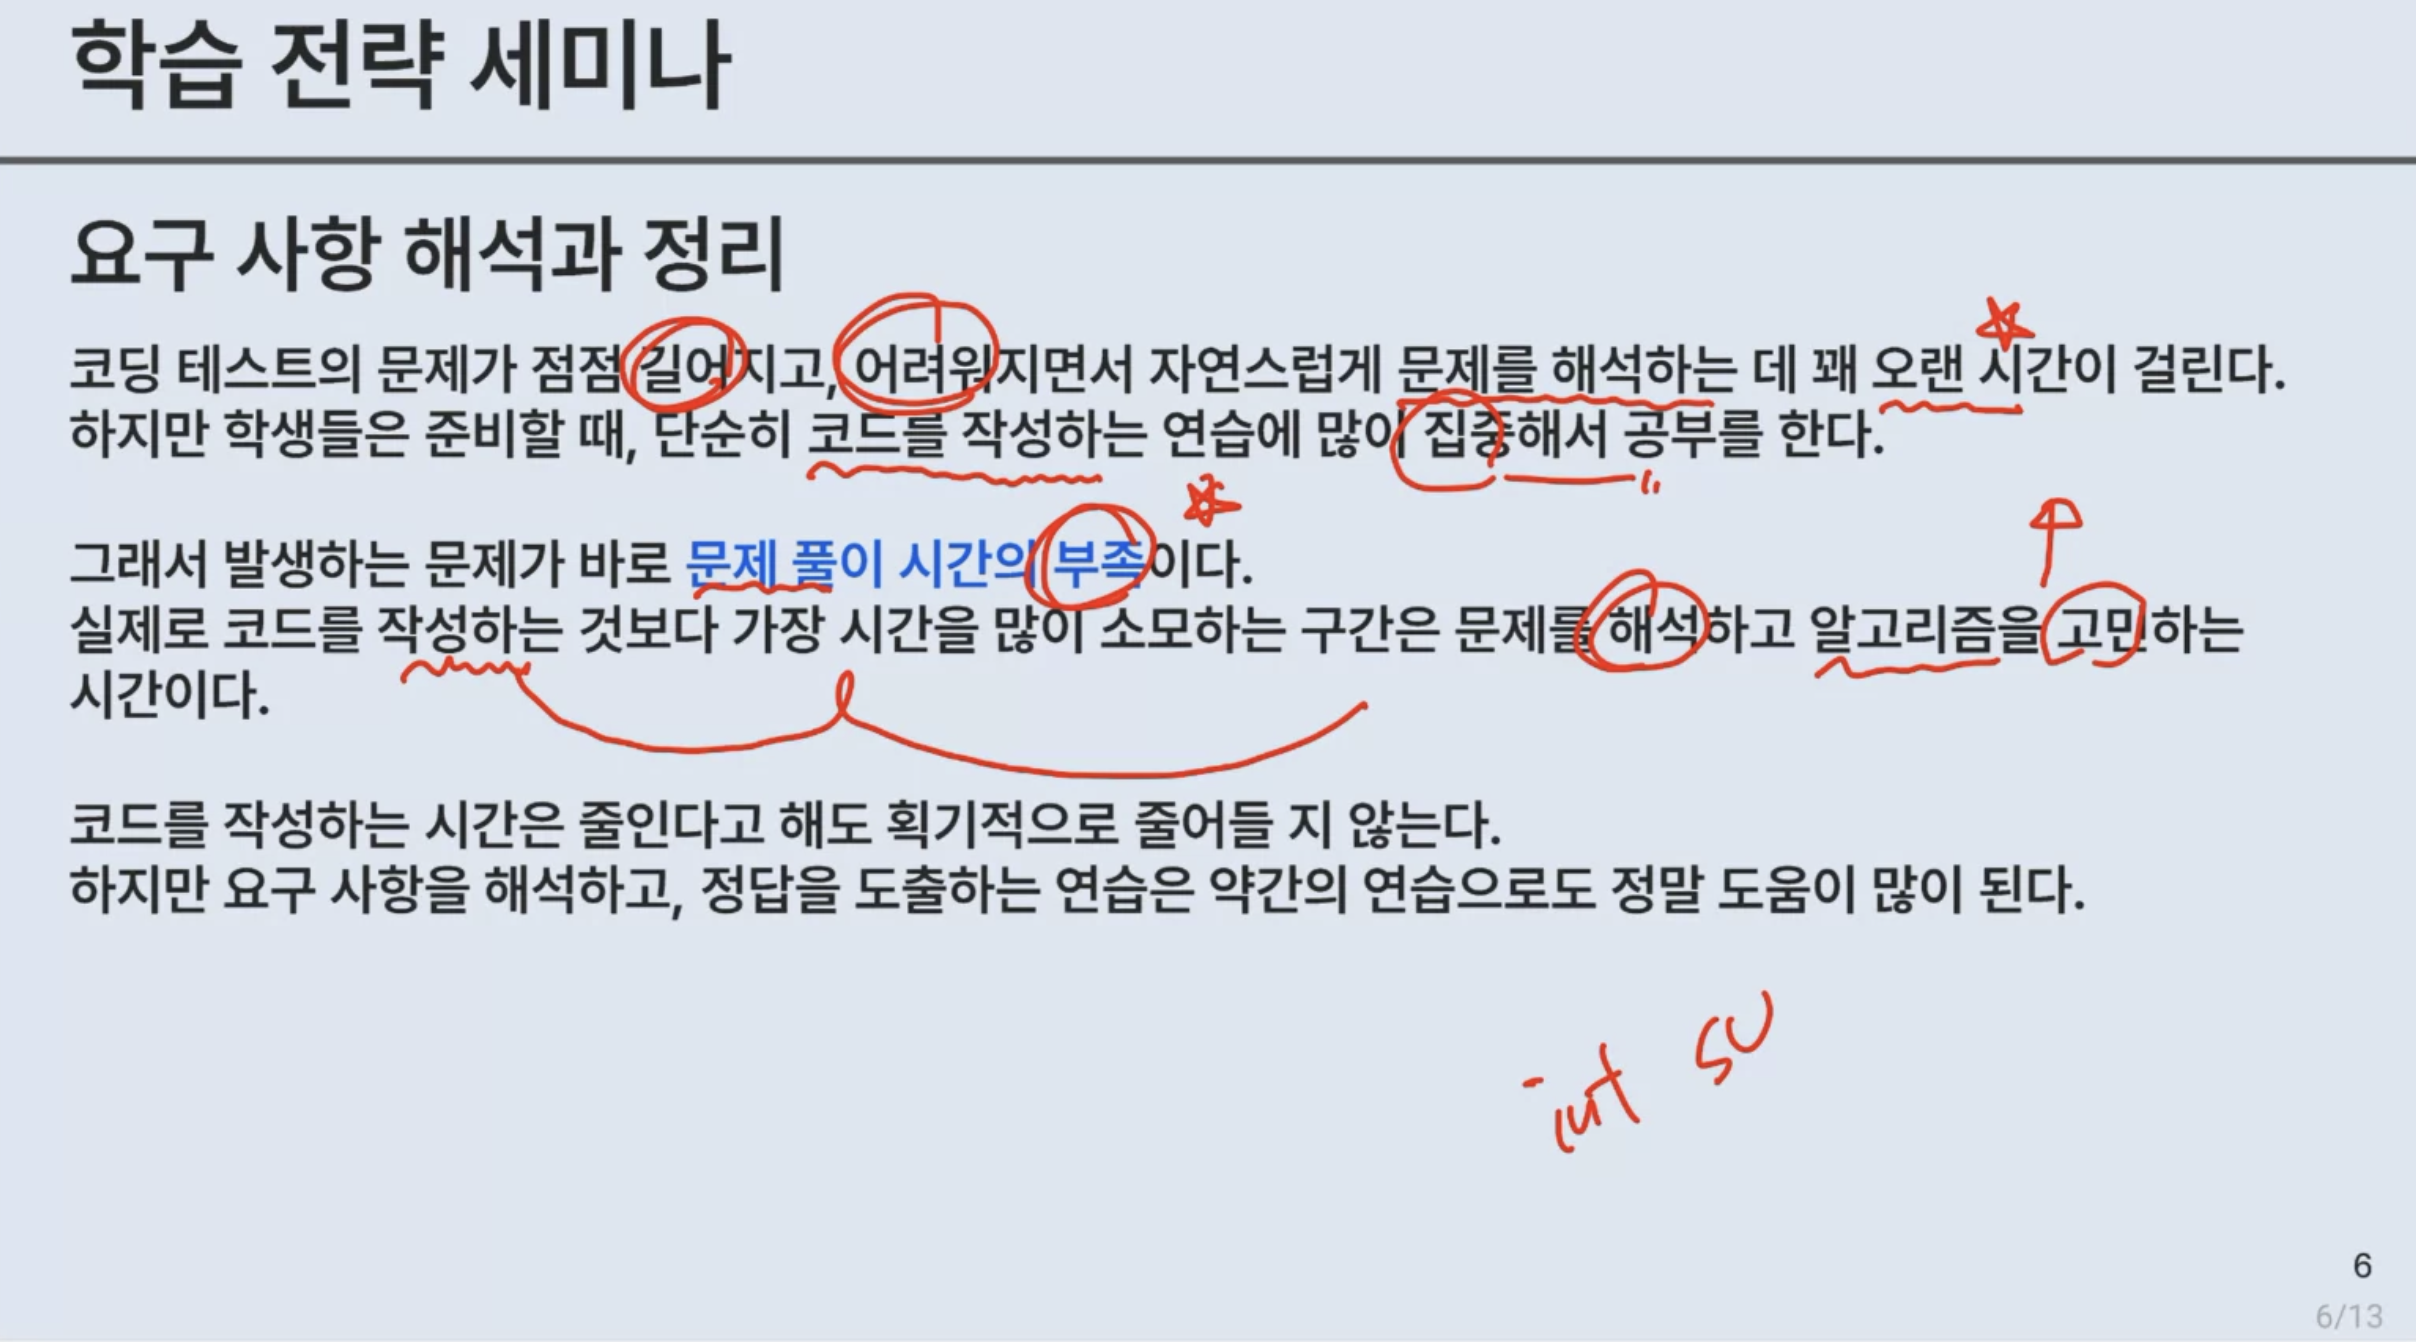 학습 전략 세미나
요구 사항 해석과 정리
코딩 테스트의 문제가 점점 길어지고, 어려워지면서 자연스럽게 문제를 해석하는 데 꽤 오랜 시간이 걸린다.
하지만 학생들은 준비할 때, 단순히 코드를 작성하는 연습에 많이 집중해서 공부를 한다.
그래서 발생하는 문제가 바로 문제 풀이 시간의 부족이다.
실제로 코드를 작성하는 것보다 가장 시간을 많이 소모하는 구간은 문제를 해석하고 알고리즘을 고민하는
시간이다.
코드를 작성하는 시간은 줄인다고 해도 획기적으로 줄어들 지 않는다.
하지만 요구 사항을 해석하고, 정답을 도출하는 연습은 약간의 연습으로도 정말 도움이 많이 된다.
int su
6
6/13